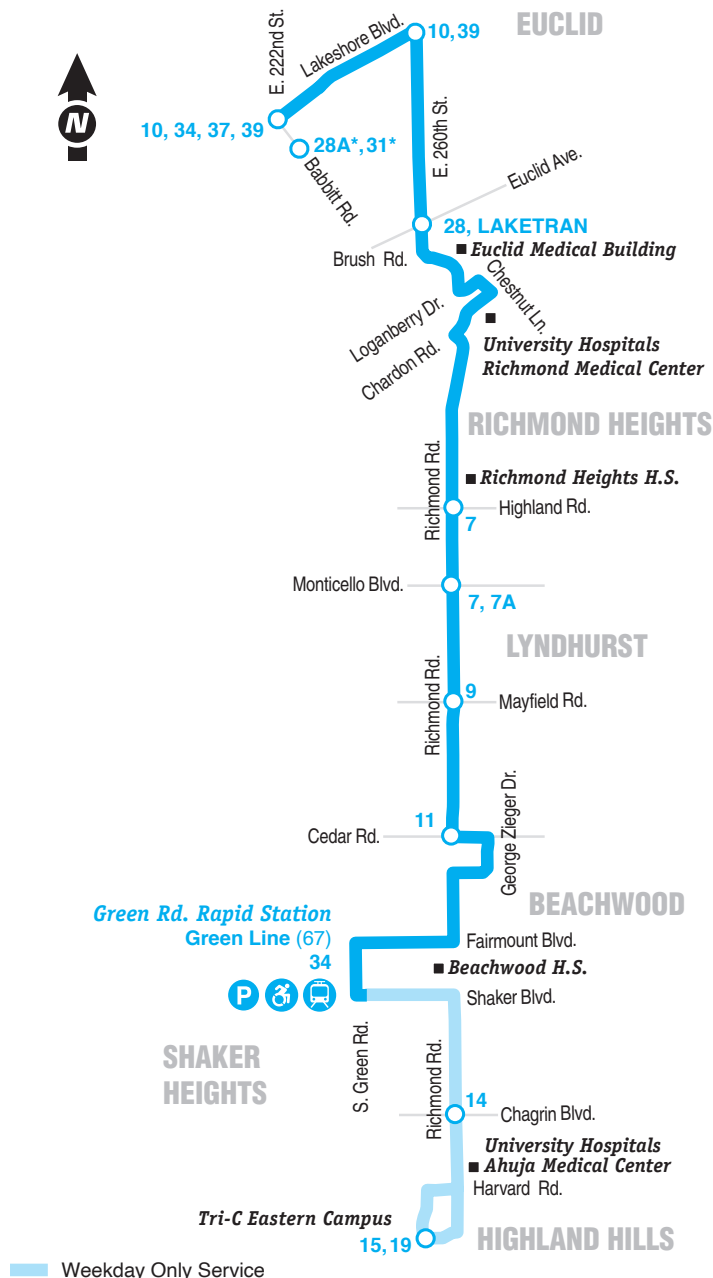 EUCLID
E. 222nd St.
Lakeshore Blvd.
10, 39
N
10, 34, 37, 39
28A*, 31*
Babbitt Rd.
E. 260th St.
Euclid Ave.
28, LAKETRAN
Brush Rd.
Euclid Medical Building
Chestnut Ln.
Loganberry Dr.
Chardon Rd.
University Hospitals
Richmond Medical Center
RICHMOND HEIGHTS
Richmond Rd.
Richmond Heights H.S.
Highland Rd.
7
Monticello Blvd.
7, 7A
LYNDHURST
Richmond Rd.
9
Mayfield Rd.
11
Cedar Rd.
George Zieger Dr.
BEACHWOOD
Green Rd. Rapid Station
Green Line (67)
34
Fairmount Blvd.
Beachwood H.S.
P
Shaker Blvd.
S. Green Rd.
SHAKER
HEIGHTS
Richmond Rd.
14
Chagrin Blvd.
University Hospitals
Ahuja Medical Center
Harvard Rd.
Tri-C Eastern Campus
15, 19
HIGHLAND HILLS
Weekday Only Service